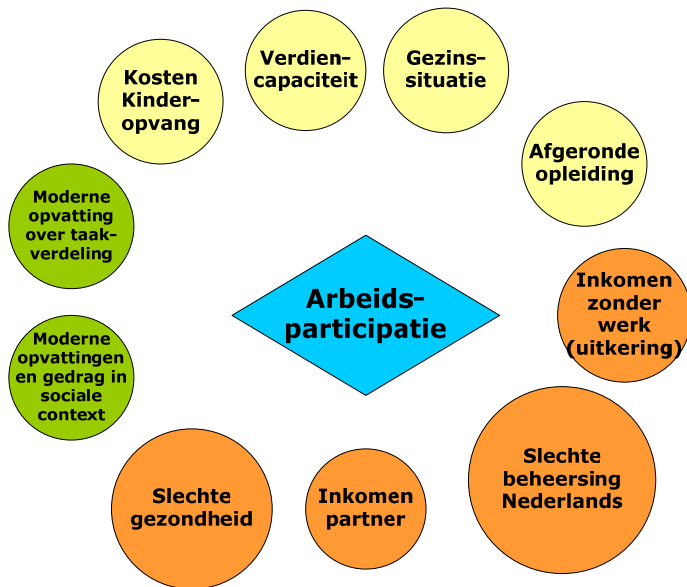 Kosten
Kinder-
opvang
Verdien-
capaciteit
Gezins-
situatie
Afgeronde
opleiding
Moderne
opvatting
over taak-
verdeling
Arbeids-
participatie
Inkomen
zonder
werk
(uitkering)
Moderne
opvattingen
en gedrag in
sociale
context
Slechte
gezondheid
Inkomen
partner
Slechte
beheersing
Nederlands